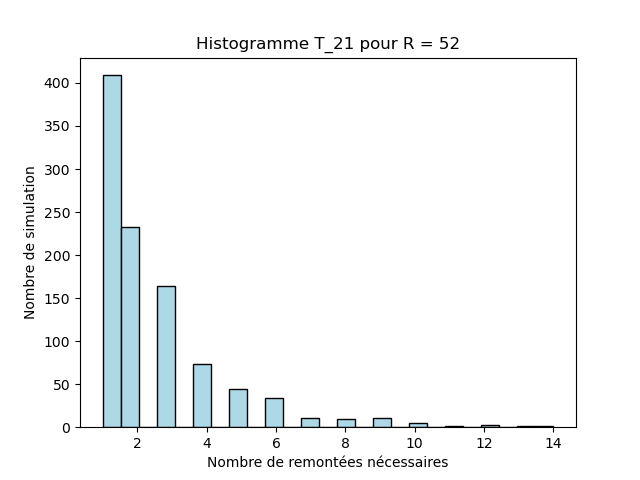 Histogramme T_21 pour R = 52
Nombre de simulation
400
350
300
250
200
150
100
50
0
2 4 6 8 10 12 14
Nombre de remontées nécessaires